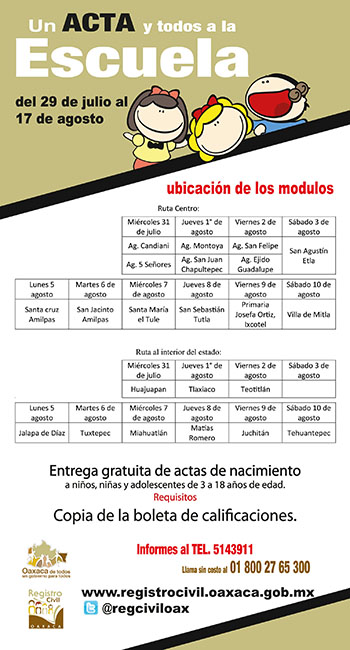 Un ACTA y todos a la
Escuela
del 29 de julio al
17 de agosto
ubicación de los modulos
Ruta Centro:
Miércoles 31 de julio | Jueves 1° de agosto | Viernes 2 de agosto | Sábado 3 de agosto
Ag. Candiani | Ag. Montoya | Ag. San Felipe | San Agustín Etla
Ag. 5 Señores | Ag. San Juan Chapultepec | Ag. Ejido Guadalupe
Lunes 5 agosto | Martes 6 de agosto | Miércoles 7 de agosto | Jueves 8 de agosto | Viernes 9 de agosto | Sábado 10 de agosto
Santa cruz Amilpas | San Jacinto Amilpas | Santa María el Tule | San Sebastián Tutla | Primaria Josefa Ortiz, Ixcotel | Villa de Mitla
Ruta al interior del estado:
Miércoles 31 de julio | Jueves 1° de agosto | Viernes 2 de agosto | Sábado 3 de agosto
Huajuapan | Tlaxiaco | Teotitlán
Lunes 5 agosto | Martes 6 de agosto | Miércoles 7 de agosto | Jueves 8 de agosto | Viernes 9 de agosto | Sábado 10 de agosto
Jalapa de Díaz | Tuxtepec | Miahuatlán | Matías Romero | Juchitán | Tehuantepec
Entrega gratuita de actas de nacimiento
a niños, niñas y adolescentes de 3 a 18 años de edad.
Requisitos
Copia de la boleta de calificaciones.
Informes al TEL. 5143911
Llama sin costo al 01 800 27 65 300
Oaxaca de todos
un gobierno para todos
Registro
Civil
OAXACA
www.registrocivil.oaxaca.gob.mx
@regciviloax